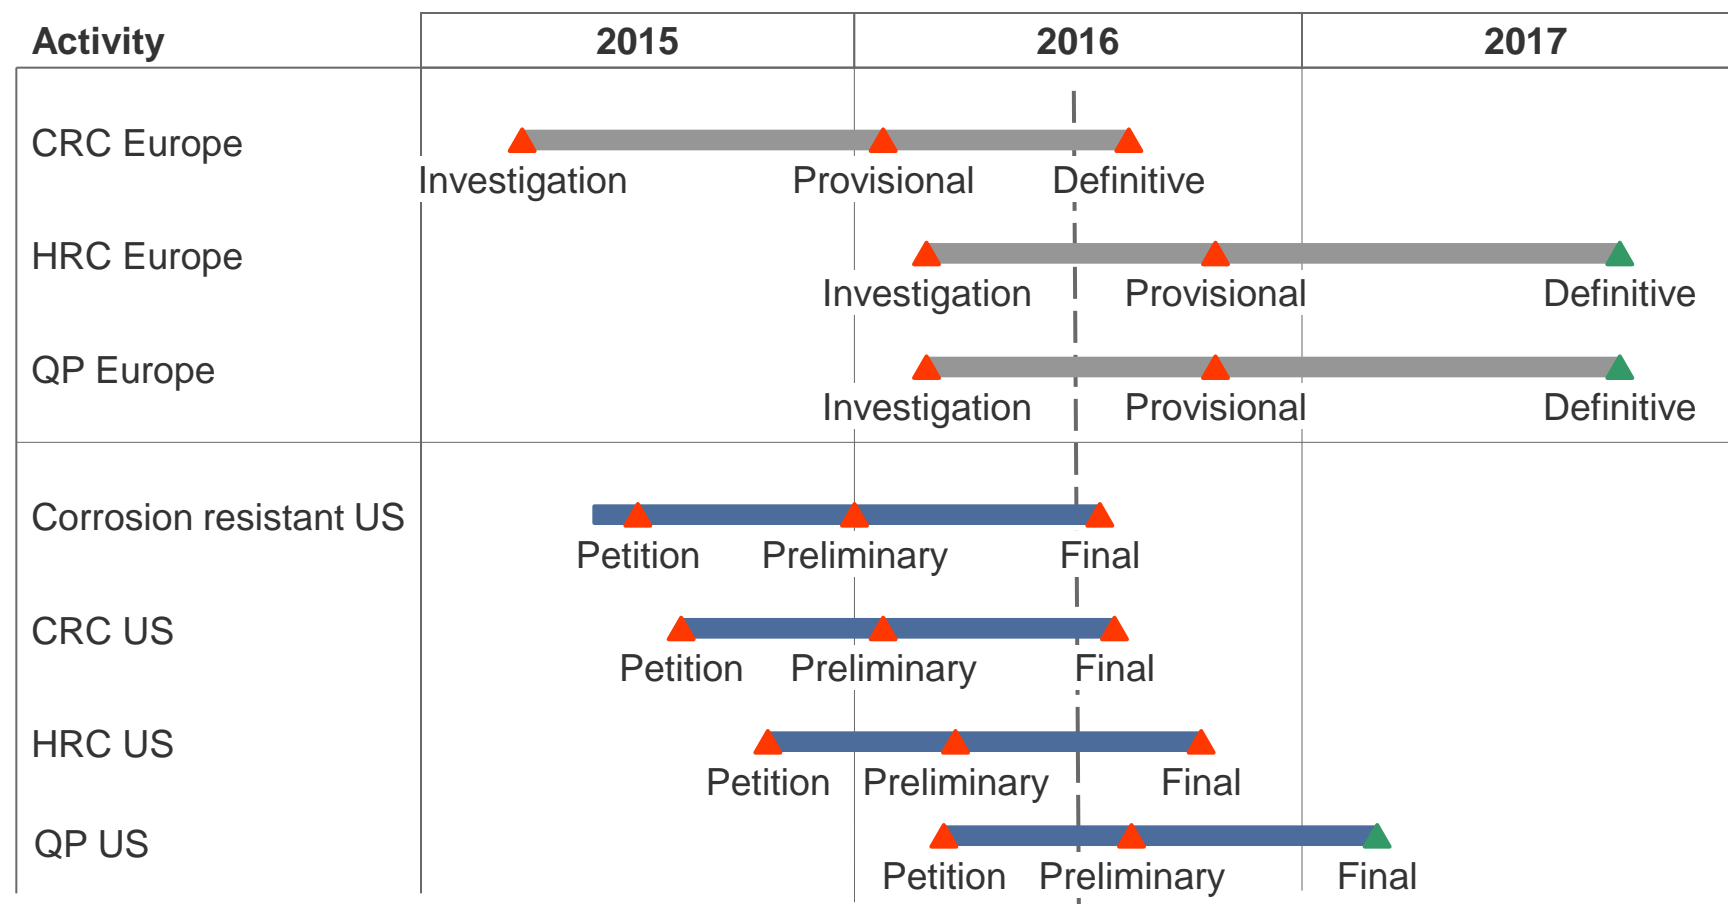 Activity 2015 2016 2017
CRC Europe
Investigation Provisional Definitive
HRC Europe
Investigation Provisional Definitive
QP Europe
Investigation Provisional Definitive
Corrosion resistant US
Petition Preliminary Final
CRC US
Petition Preliminary Final
HRC US
Petition Preliminary Final
QP US
Petition Preliminary Final